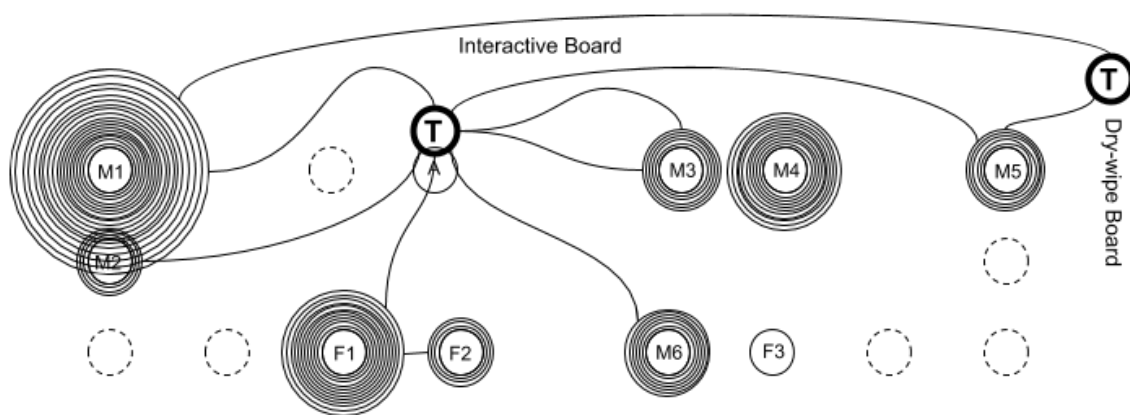 Interactive Board
T
T
M1
A
M3
M4
M5
Dry-wipe Board
M2
F1
F2
M6
F3